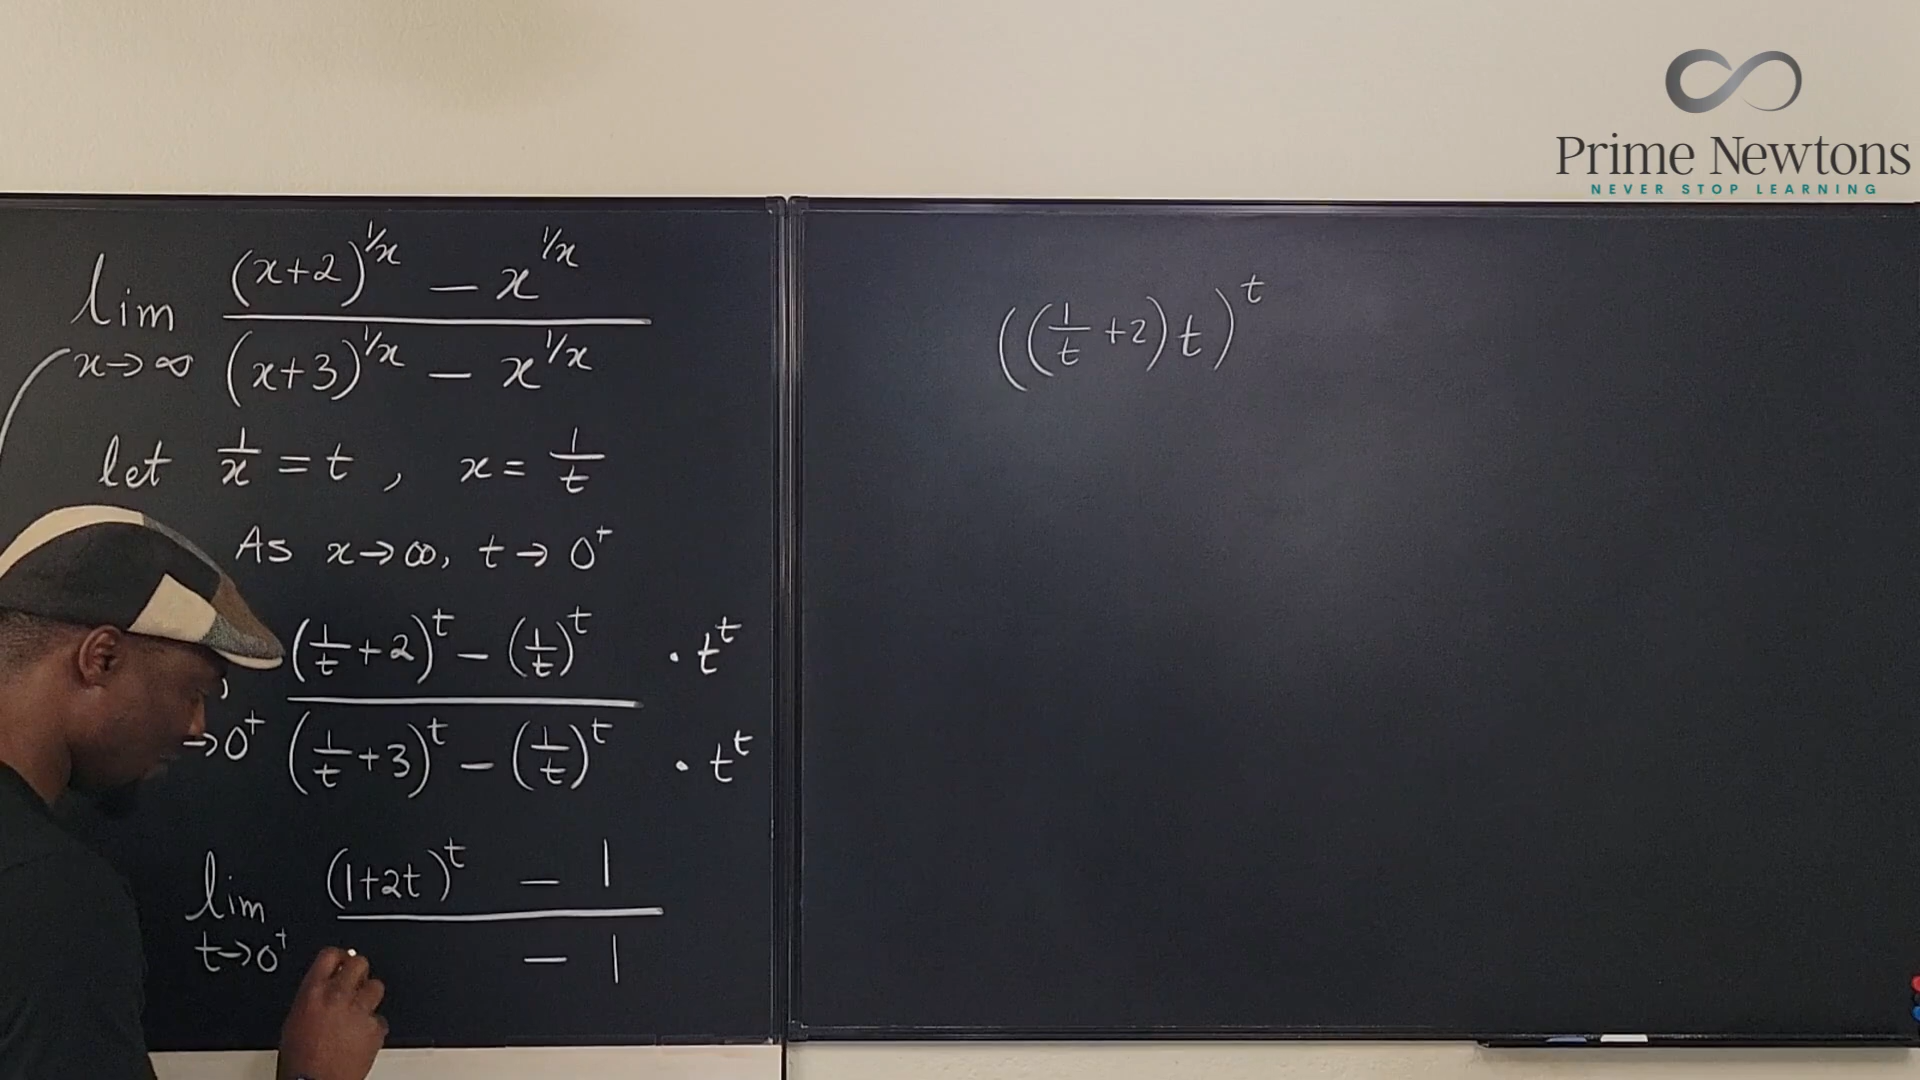 Prime Newtons
NEVER STOP LEARNING
lim x→∞ ((x+2)^(1/x) − x^(1/x)) / ((x+3)^(1/x) − x^(1/x))
let 1/x = t , x = 1/t
As x→∞, t → 0⁺
→0⁺ ((1/t + 2)^t − (1/t)^t) / ((1/t + 3)^t − (1/t)^t) · t^t / · t^t
lim t→0⁺ ((1+2t)^t − 1) / ( − 1)
((1/t + 2) t)^t